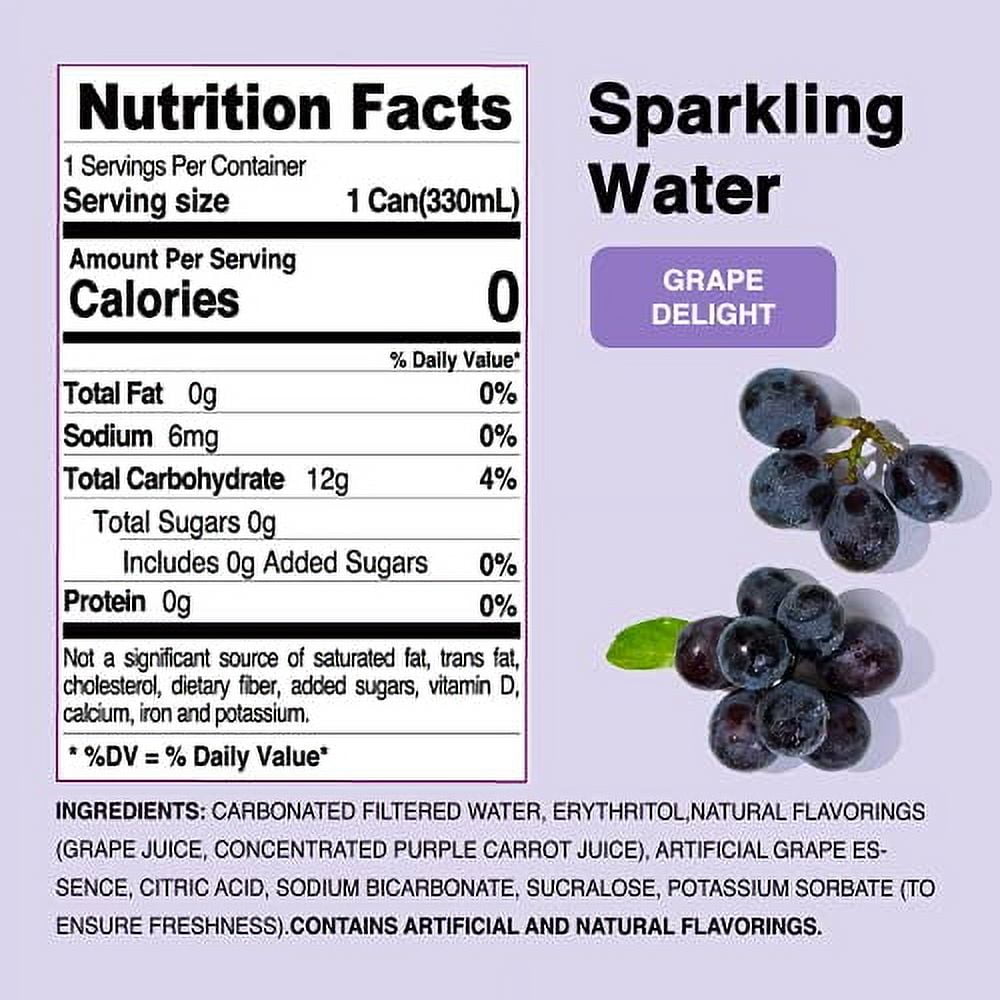 Nutrition Facts
1 Servings Per Container
Serving size 1 Can(330mL)
Amount Per Serving
Calories 0
% Daily Value*
Total Fat 0g 0%
Sodium 6mg 0%
Total Carbohydrate 12g 4%
Total Sugars 0g
Includes 0g Added Sugars 0%
Protein 0g 0%
Not a significant source of saturated fat, trans fat,
cholesterol, dietary fiber, added sugars, vitamin D,
calcium, iron and potassium.
* %DV = % Daily Value*
Sparkling
Water
GRAPE
DELIGHT
INGREDIENTS: CARBONATED FILTERED WATER, ERYTHRITOL,NATURAL FLAVORINGS
(GRAPE JUICE, CONCENTRATED PURPLE CARROT JUICE), ARTIFICIAL GRAPE ES-
SENCE, CITRIC ACID, SODIUM BICARBONATE, SUCRALOSE, POTASSIUM SORBATE (TO
ENSURE FRESHNESS).CONTAINS ARTIFICIAL AND NATURAL FLAVORINGS.